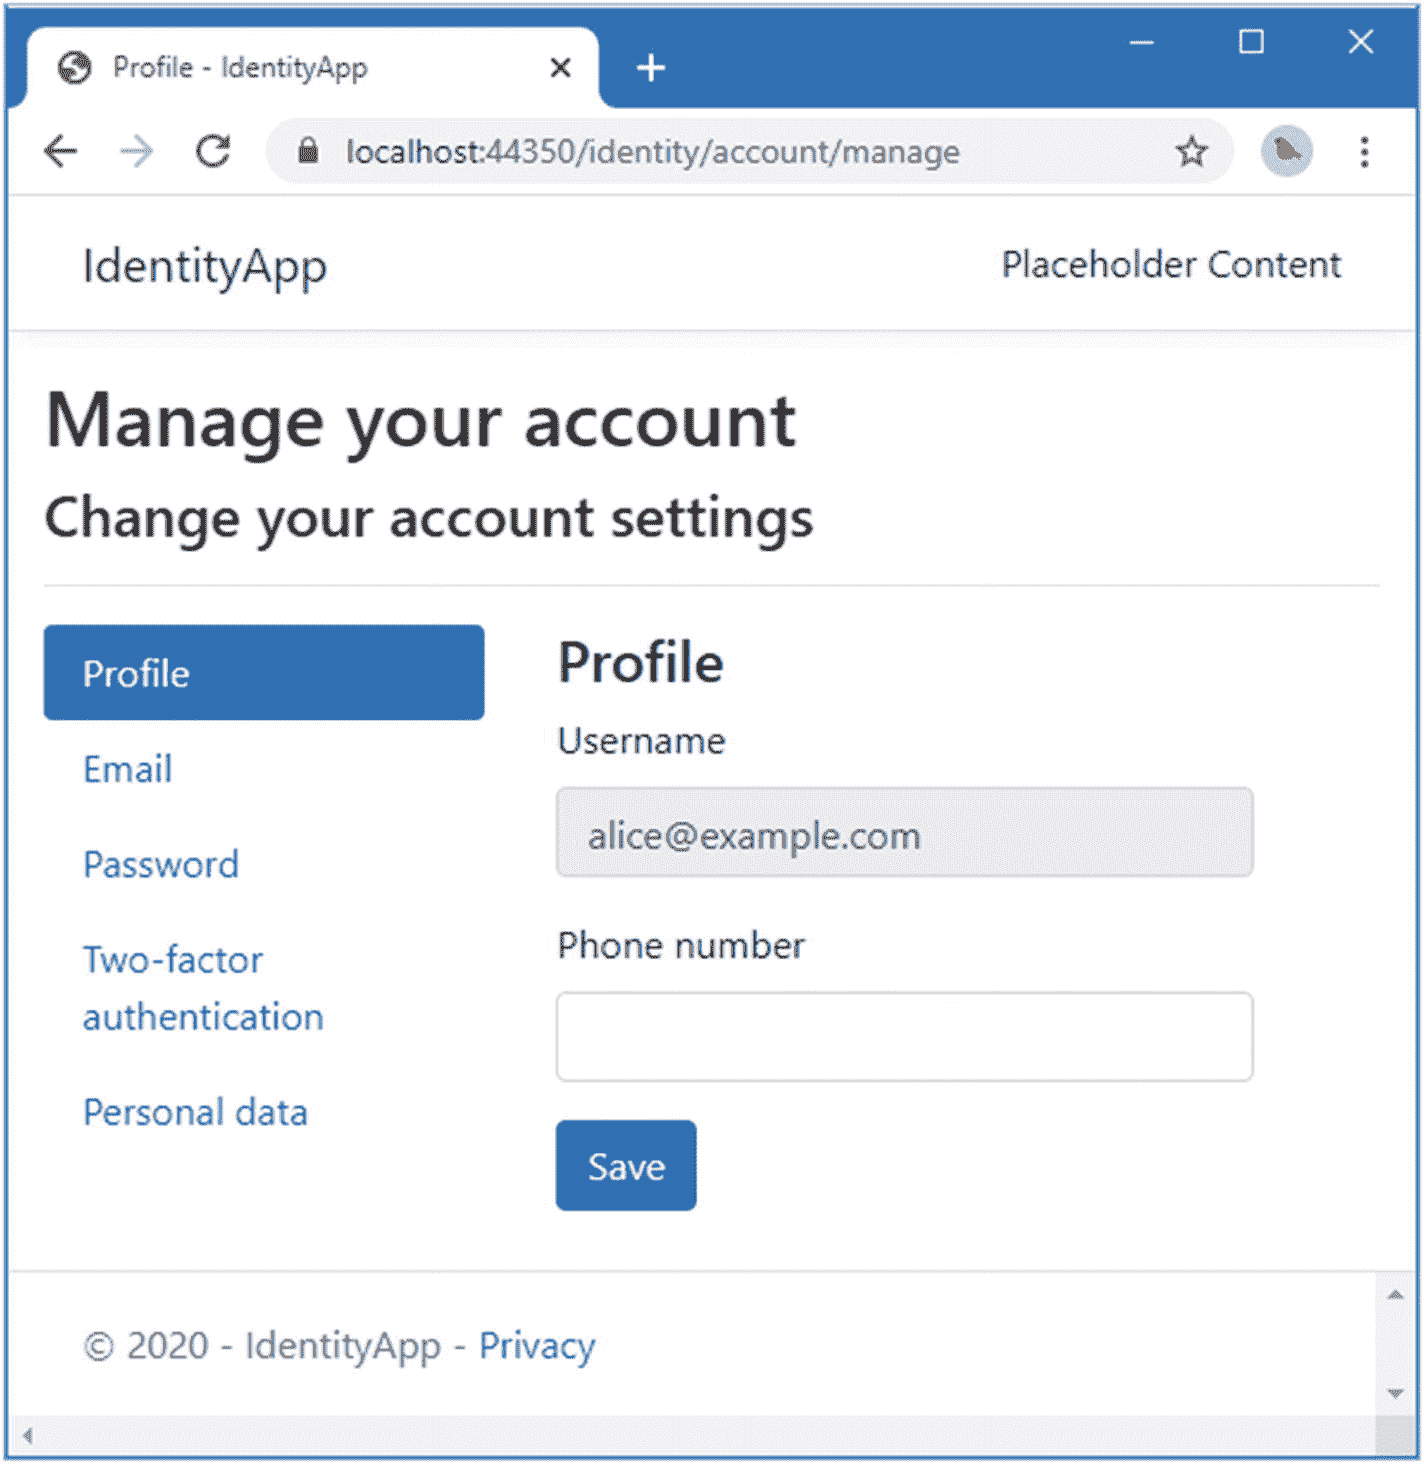 Profile - IdentityApp
localhost:44350/identity/account/manage
IdentityApp
Placeholder Content
Manage your account
Change your account settings
Profile
Email
Password
Two-factor
authentication
Personal data
Profile
Username
alice@example.com
Phone number
Save
© 2020 - IdentityApp - Privacy